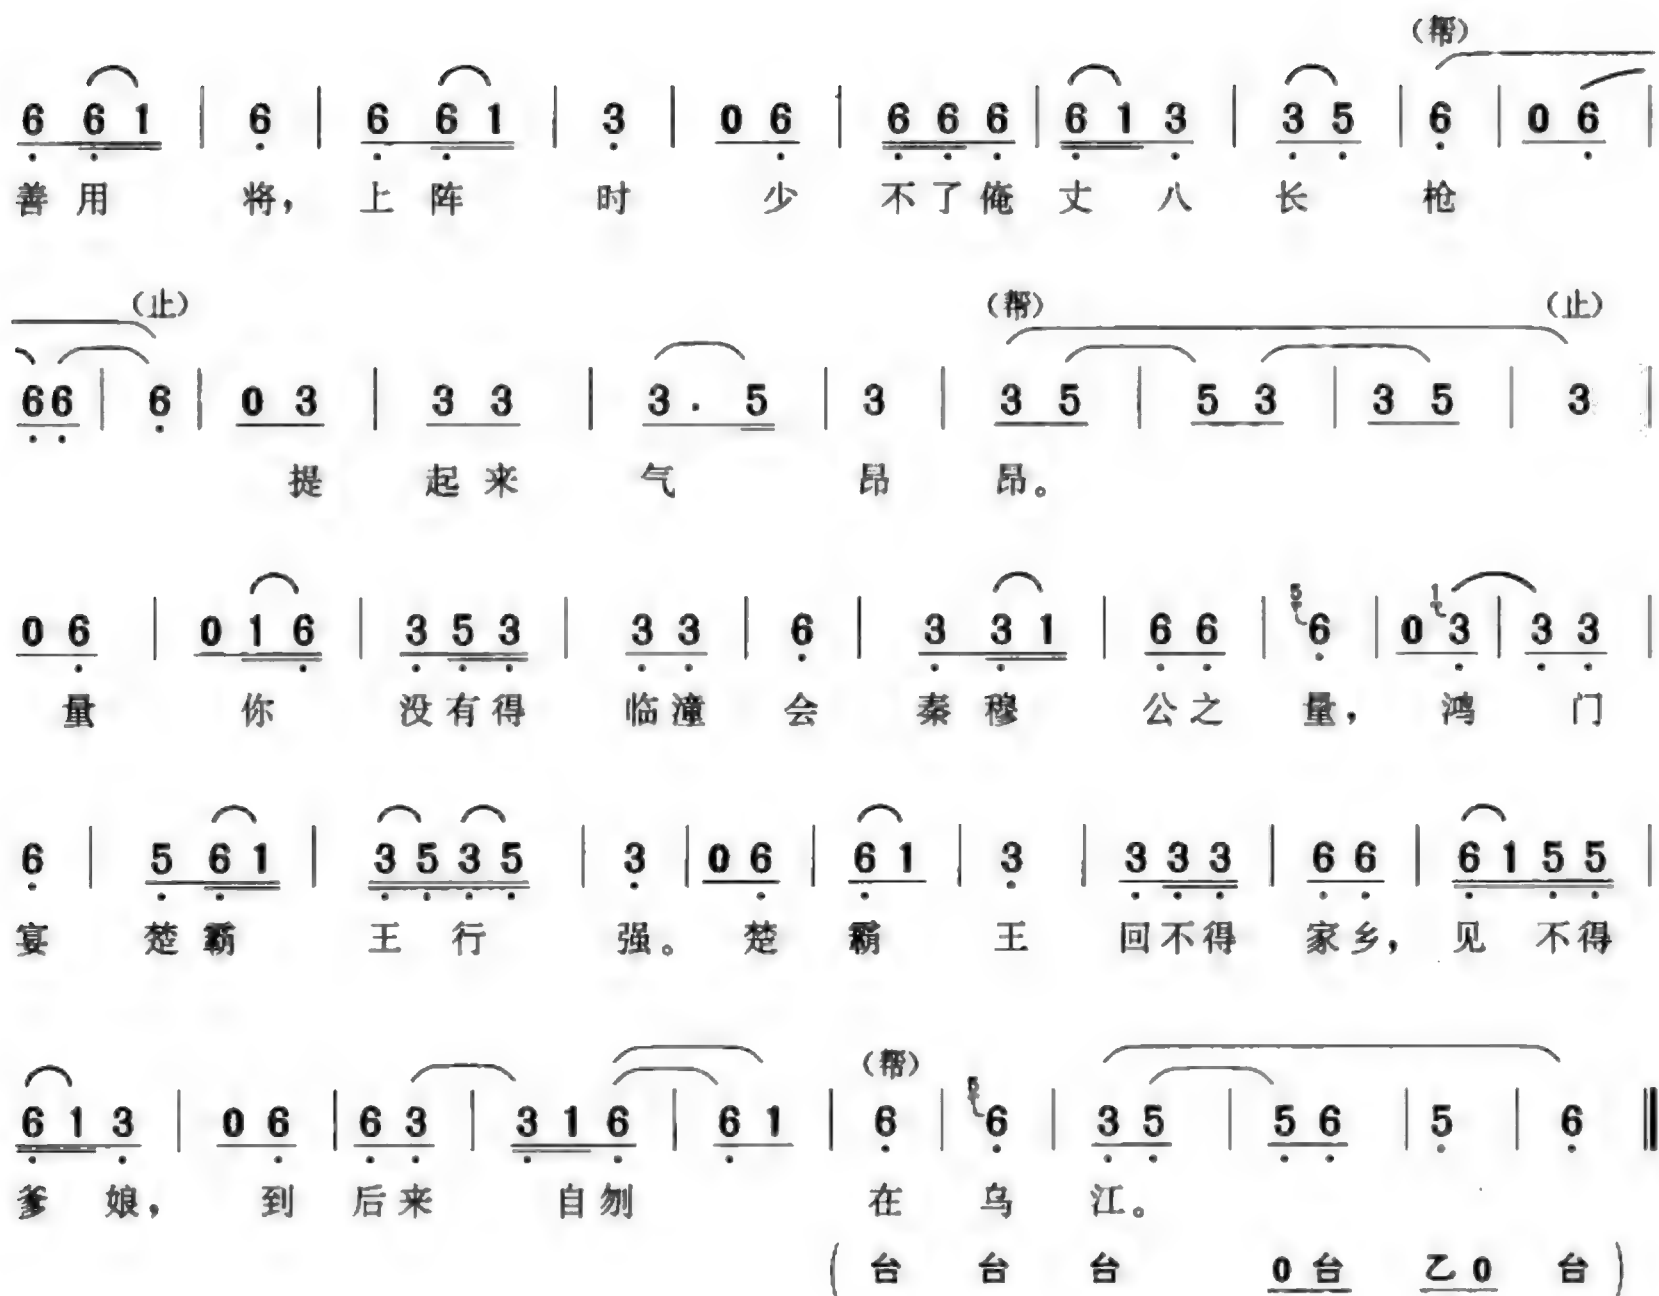 （帮）
6 6 1 | 6 | 6 6 1 | 3 | 0 6 | 6 6 6 | 6 1 3 | 3 5 | 6 | 0 6 |
善用 将，上阵 时 少 不了俺 丈八 长 枪
（止） （帮） （止）
6 6 | 6 | 0 3 | 3 3 | 3 · 5 | 3 | 3 5 | 5 3 | 3 5 | 3 |
提 起来 气 昂 昂。
0 6 | 0 1 6 | 3 5 3 | 3 3 | 6 | 3 3 1 | 6 6 | 5 6 | 0 1 3 | 3 3 |
量 你 没有得 临潼 会 秦穆 公之 量，鸿 门
6 | 5 6 1 | 3 5 3 5 | 3 | 0 6 | 6 1 | 3 | 3 3 3 | 6 6 | 6 1 5 5 |
宴 楚霸 王行 强。楚 霸 王 回不得 家乡，见 不得
（帮）
6 1 3 | 0 6 | 6 3 | 3 1 6 | 6 1 | 6 | 5 6 | 3 5 | 5 6 | 5 | 6 ‖
爹 娘，到 后来 自刎 在 乌 江。
（台 台 台 0 台 乙 0 台）